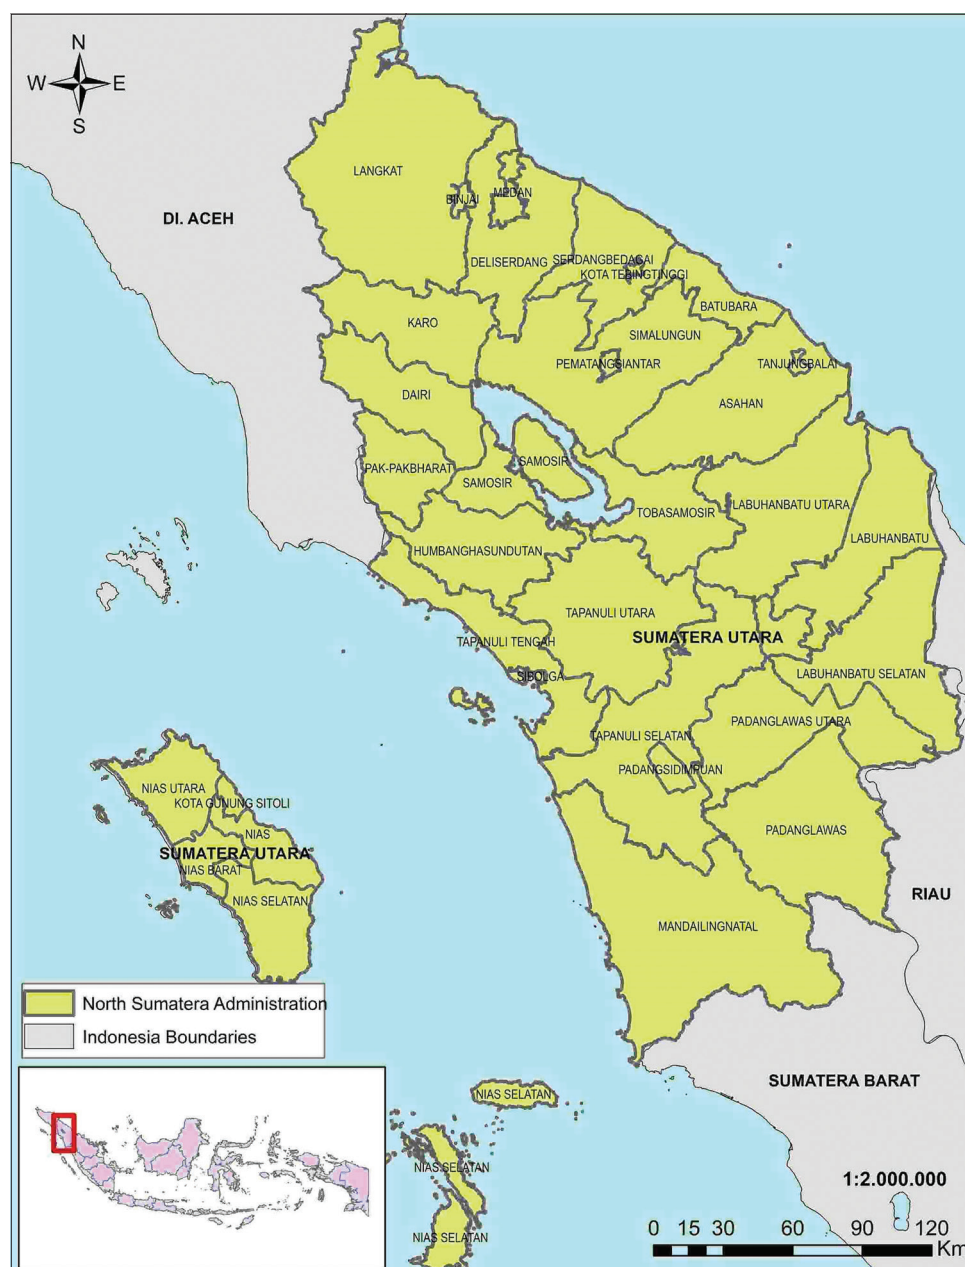 N
W E
S
LANGKAT
BINJAI
MEDAN
DI. ACEH
DELISERDANG
SERDANGBEDAGAI
KOTA TEBINGTINGGI
BATUBARA
KARO
SIMALUNGUN
PEMATANGSIANTAR
TANJUNGBALAI
DAIRI
ASAHAN
PAK-PAKBHARAT
SAMOSIR
SAMOSIR
TOBASAMOSIR
LABUHANBATU UTARA
LABUHANBATU
HUMBANGHASUNDUTAN
TAPANULI UTARA
TAPANULI TENGAH
SUMATERA UTARA
SIBOLGA
LABUHANBATU SELATAN
TAPANULI SELATAN
PADANGLAWAS UTARA
PADANGSIDIMPUAN
NIAS UTARA
KOTA GUNUNG SITOLI
NIAS
SUMATERA UTARA
NIAS BARAT
NIAS SELATAN
PADANGLAWAS
RIAU
MANDAILINGNATAL
North Sumatera Administration
Indonesia Boundaries
SUMATERA BARAT
NIAS SELATAN
NIAS SELATAN
NIAS SELATAN
1:2.000.000
0 15 30 60 90 120
Km